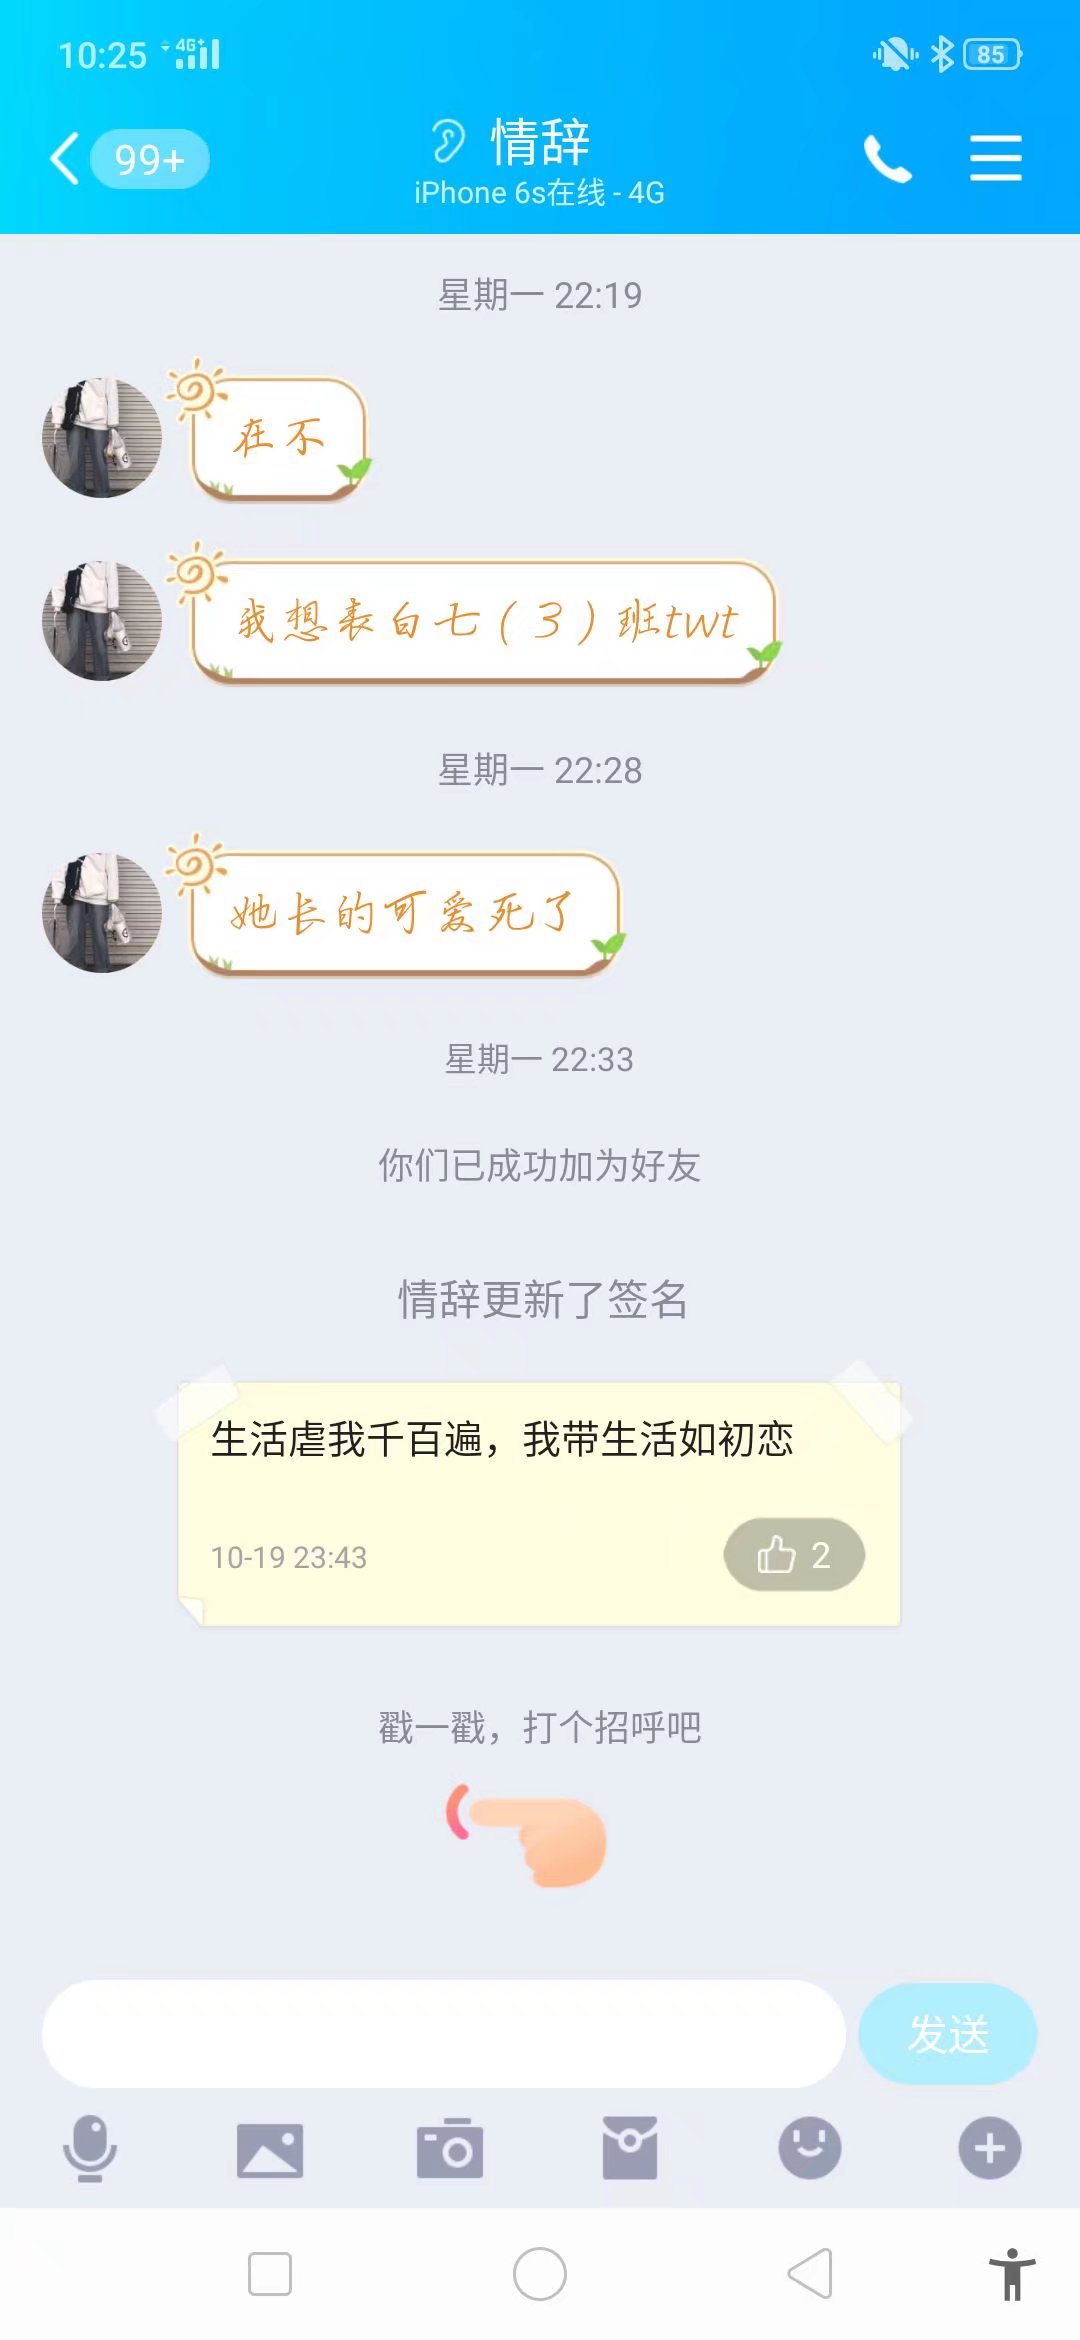 10:25 4G+ 85
99+ 情辞
iPhone 6s在线 - 4G
星期一 22:19
在不
我想表白七（3）班twt
星期一 22:28
她长的可爱死了
星期一 22:33
你们已成功加为好友
情辞更新了签名
生活虐我千百遍，我带生活如初恋
10-19 23:43 2
戳一戳，打个招呼吧
发送